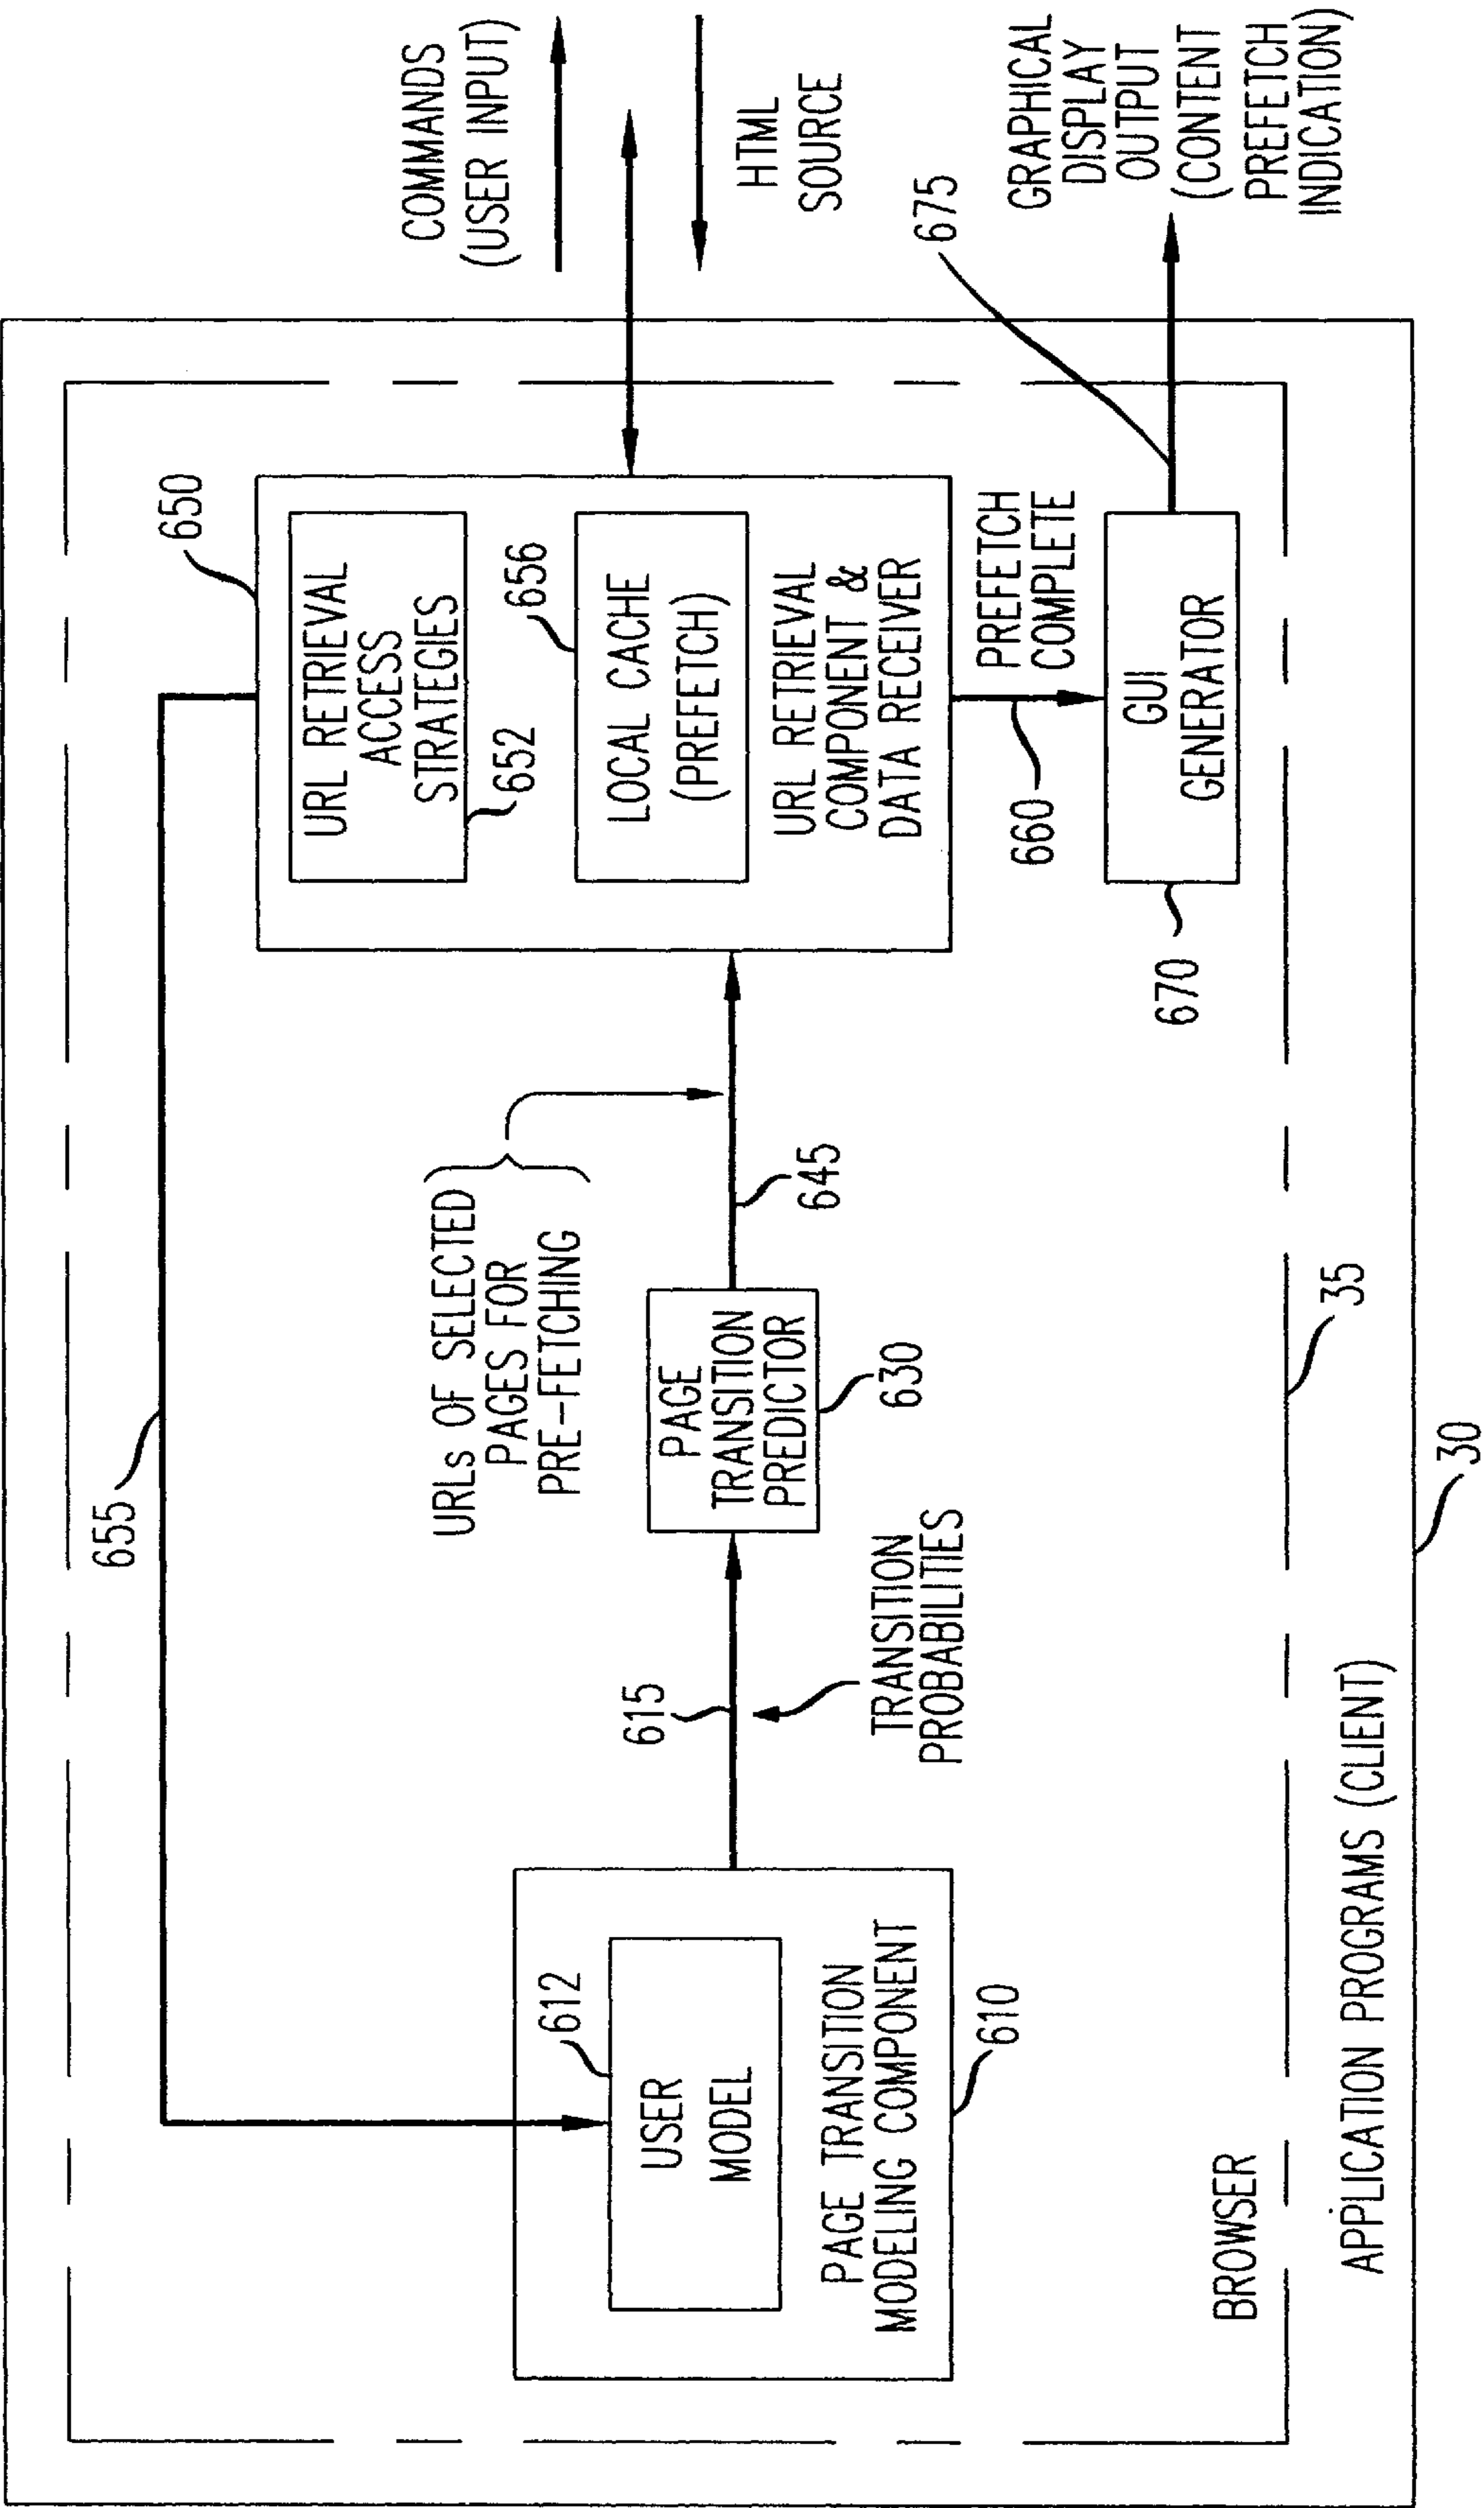 COMMANDS
(USER INPUT)
HTML
SOURCE
GRAPHICAL
DISPLAY
OUTPUT
(CONTENT
PREFETCH
INDICATION)
675
650
URL RETRIEVAL
ACCESS
STRATEGIES
652
656
LOCAL CACHE
(PREFETCH)
URL RETRIEVAL
COMPONENT &
DATA RECEIVER
PREFETCH
COMPLETE
660
GUI
GENERATOR
670
655
URLs OF SELECTED
PAGES FOR
PRE-FETCHING
645
PAGE
TRANSITION
PREDICTOR
630
615
TRANSITION
PROBABILITIES
612
USER
MODEL
PAGE TRANSITION
MODELING COMPONENT
610
BROWSER
35
APPLICATION PROGRAMS (CLIENT)
30